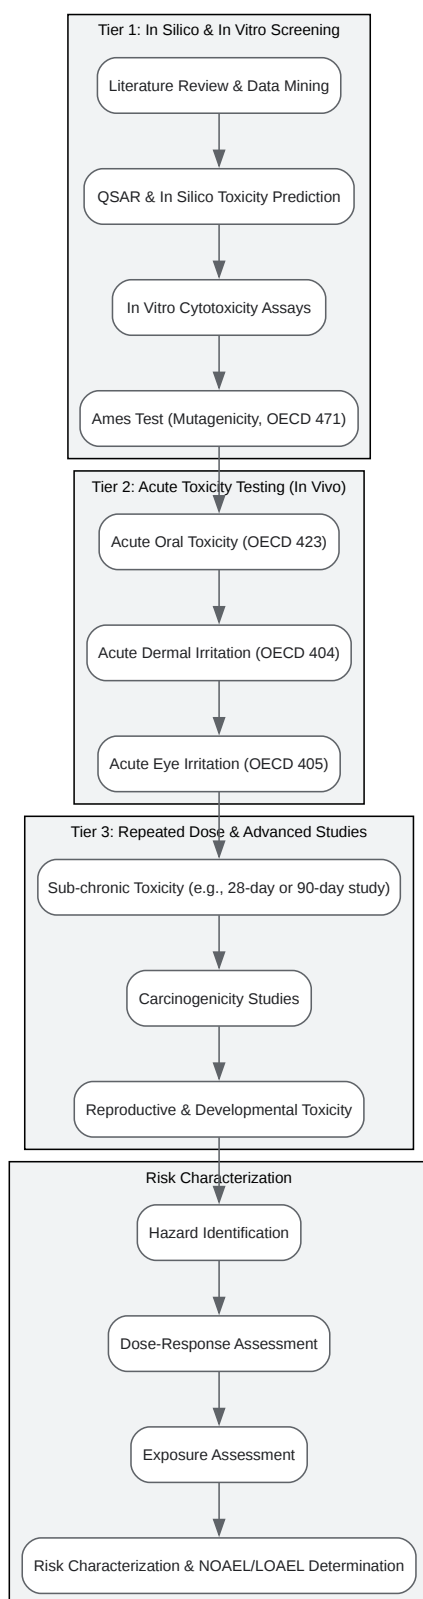 Tier 1: In Silico & In Vitro Screening
Literature Review & Data Mining
QSAR & In Silico Toxicity Prediction
In Vitro Cytotoxicity Assays
Ames Test (Mutagenicity, OECD 471)
Tier 2: Acute Toxicity Testing (In Vivo)
Acute Oral Toxicity (OECD 423)
Acute Dermal Irritation (OECD 404)
Acute Eye Irritation (OECD 405)
Tier 3: Repeated Dose & Advanced Studies
Sub-chronic Toxicity (e.g., 28-day or 90-day study)
Carcinogenicity Studies
Reproductive & Developmental Toxicity
Risk Characterization
Hazard Identification
Dose-Response Assessment
Exposure Assessment
Risk Characterization & NOAEL/LOAEL Determination